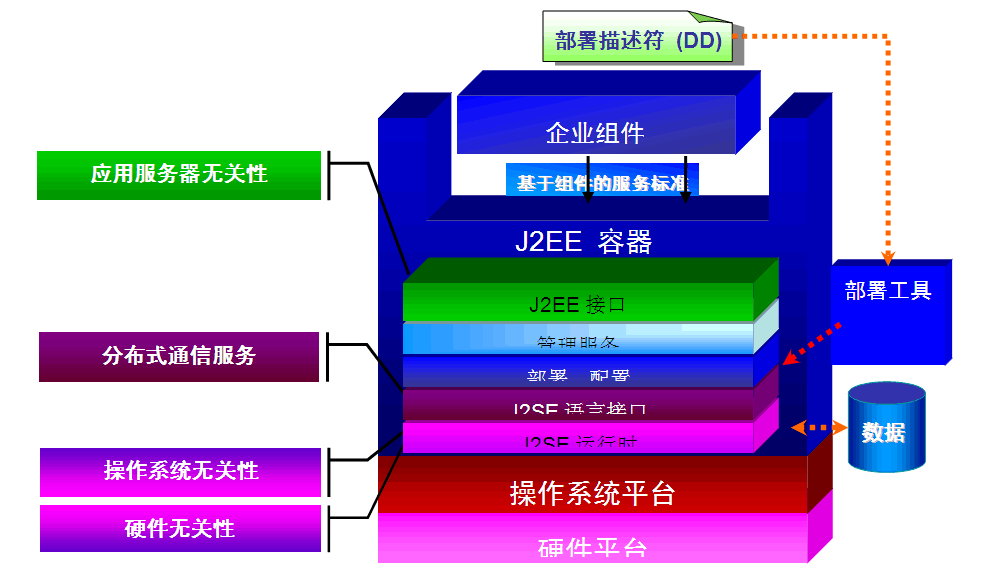 部署描述符 (DD)
企业组件
应用服务器无关性
基于组件的服务标准
J2EE 容器
J2EE 接口
部署工具
管理服务
分布式通信服务
部署 配置
J2SE 语言接口
数据
J2SE 运行时
操作系统无关性
操作系统平台
硬件无关性
硬件平台